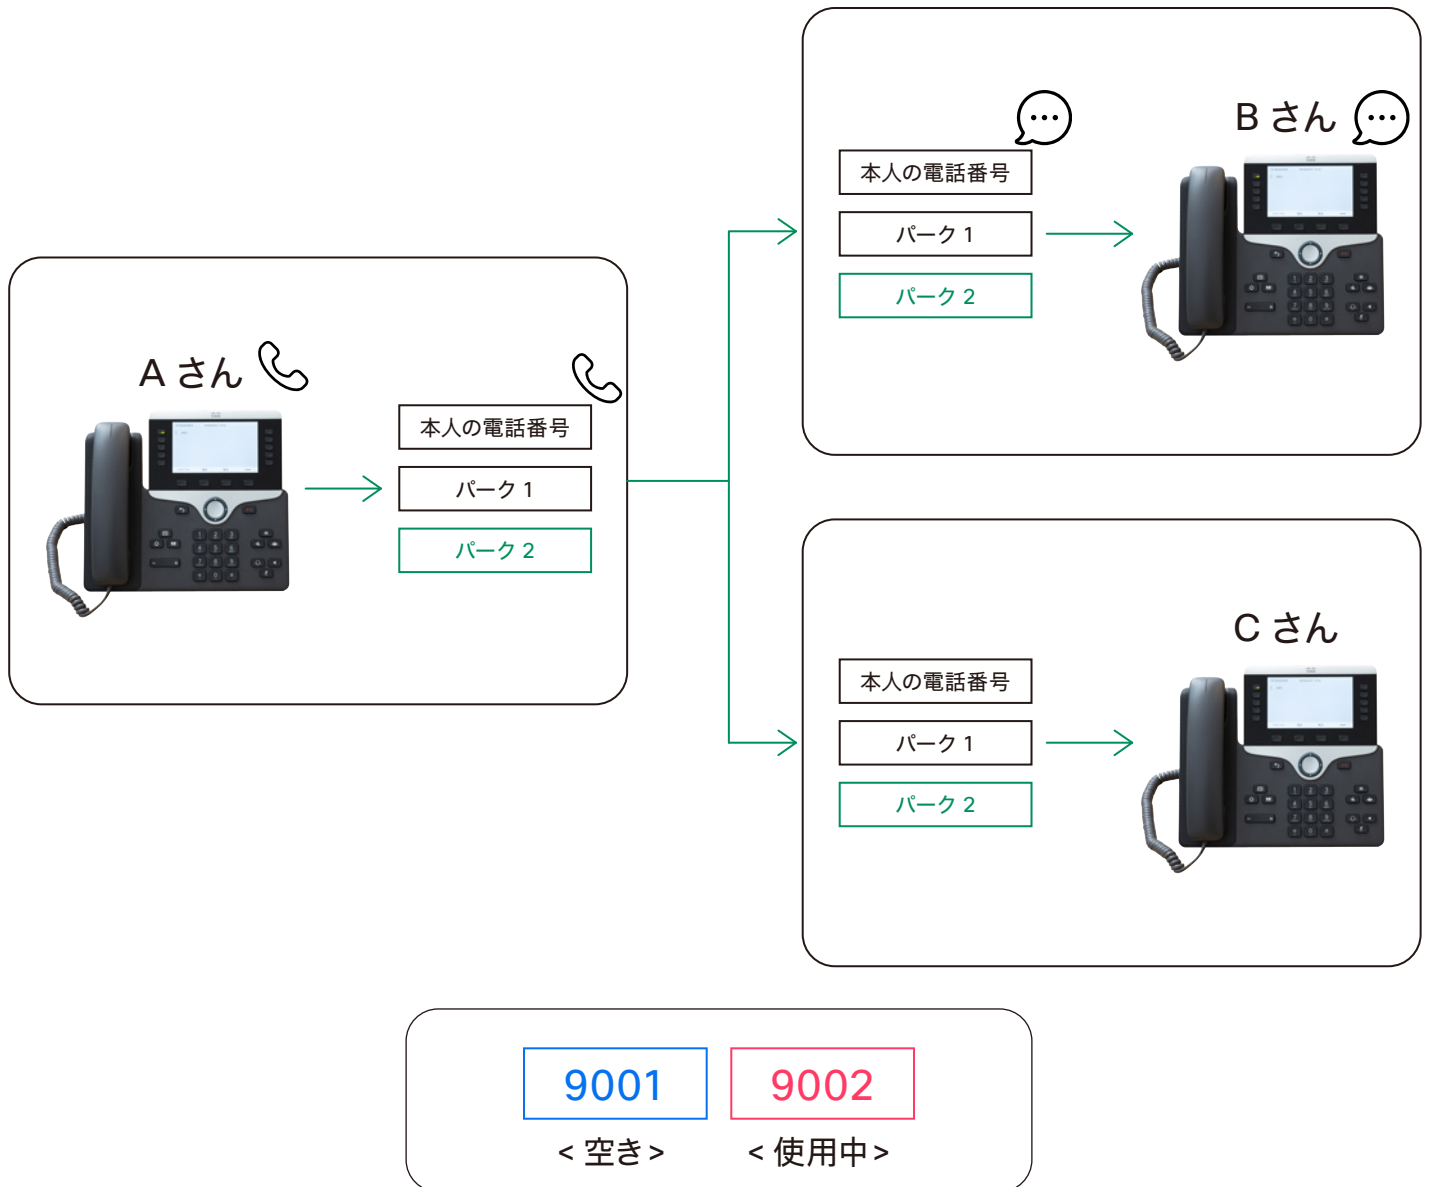 A さん
本人の電話番号
パーク 1
パーク 2
B さん
本人の電話番号
パーク 1
パーク 2
C さん
本人の電話番号
パーク 1
パーク 2
9001
9002
< 空き >
< 使用中 >